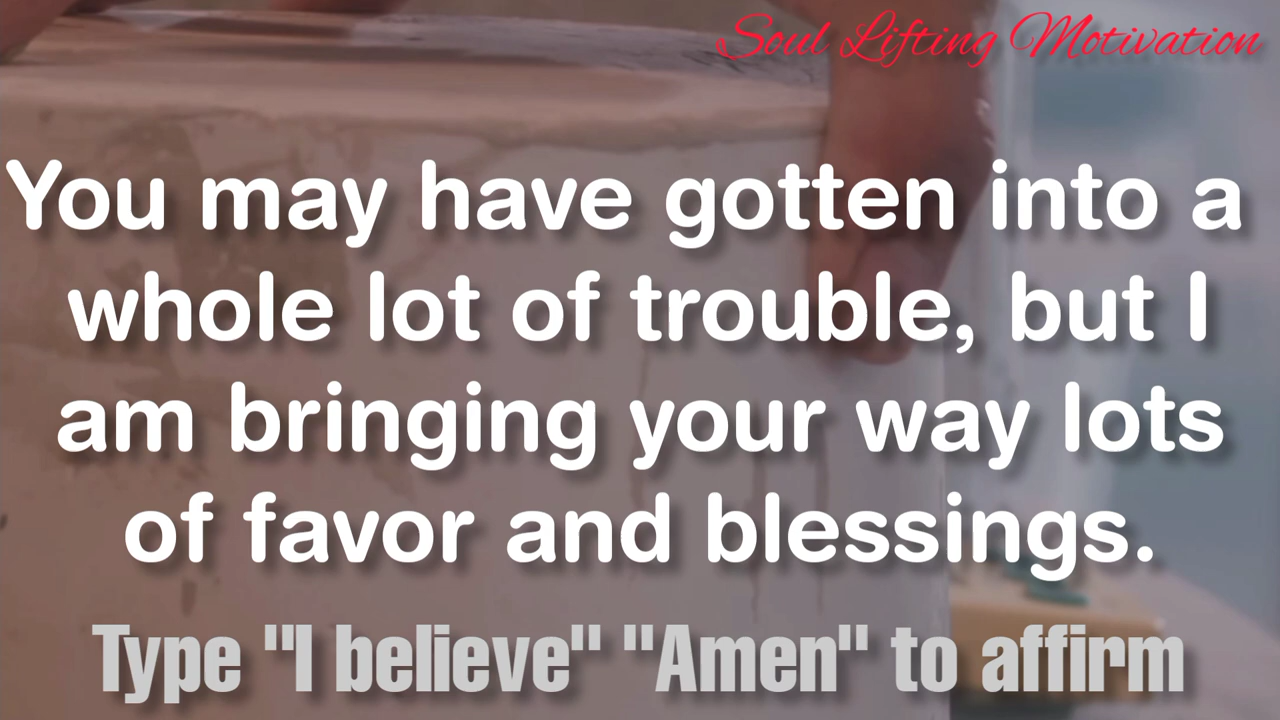 Soul Lifting Motivation
You may have gotten into a
whole lot of trouble, but I
am bringing your way lots
of favor and blessings.
Type "I believe" "Amen" to affirm